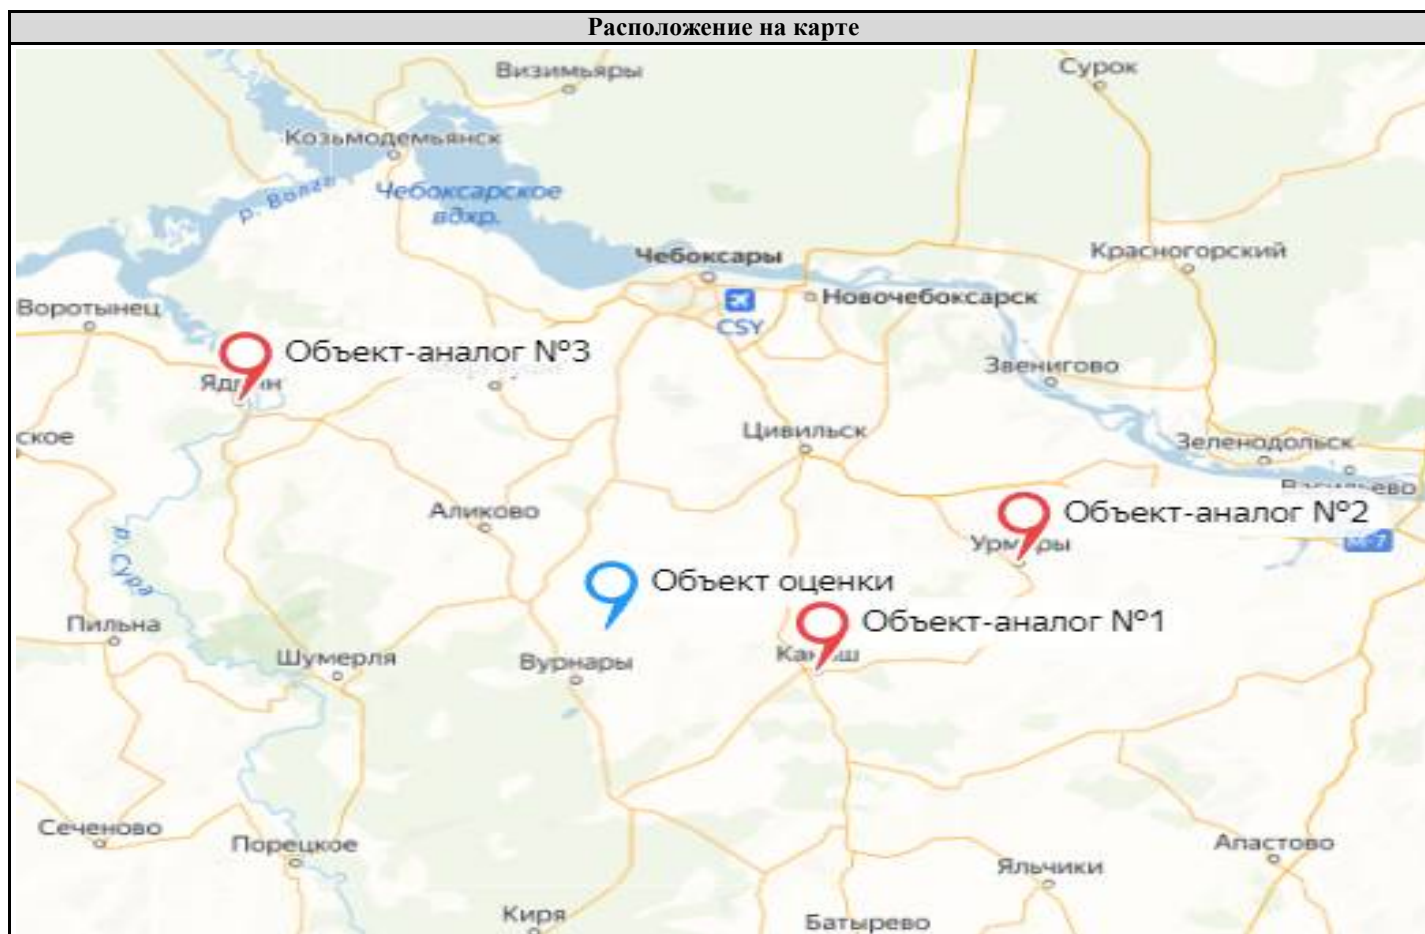 Расположение на карте
Визимьяры
Сурок
Козьмодемьянск
р. Волга
Чебоксарское
вдхр.
Чебоксары
Красногорский
Воротынец
Новочебоксарск
CSY
Объект-аналог №3
Звенигово
Цивильск
ское
Зеленодольск
Аликово
Объект-аналог №2
М-7
р. Сура
Объект оценки
Объект-аналог №1
Пильна
Шумерля
Вурнары
Сеченово
Порецкое
Апастово
Яльчики
Киря
Батырево